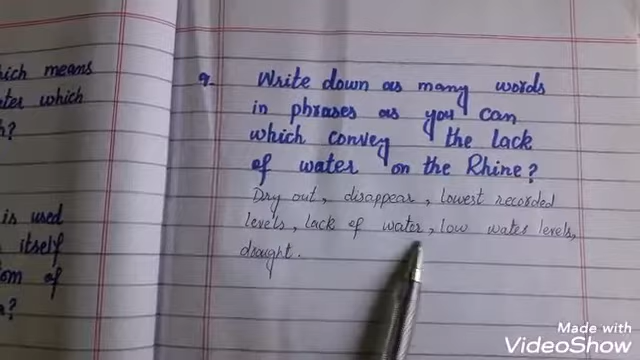 hich means
ater which
h?
is used
itself
om of
?
9. Write down as many words
in phrases as you can
which convey the lack
of water on the Rhine?
Dry out, disappear, lowest recorded
levels, lack of water, low water levels,
drought.
Made with
VideoShow